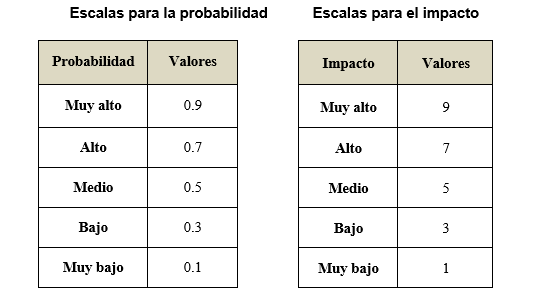 Escalas para la probabilidad
Probabilidad Valores
Muy alto 0.9
Alto 0.7
Medio 0.5
Bajo 0.3
Muy bajo 0.1
Escalas para el impacto
Impacto Valores
Muy alto 9
Alto 7
Medio 5
Bajo 3
Muy bajo 1